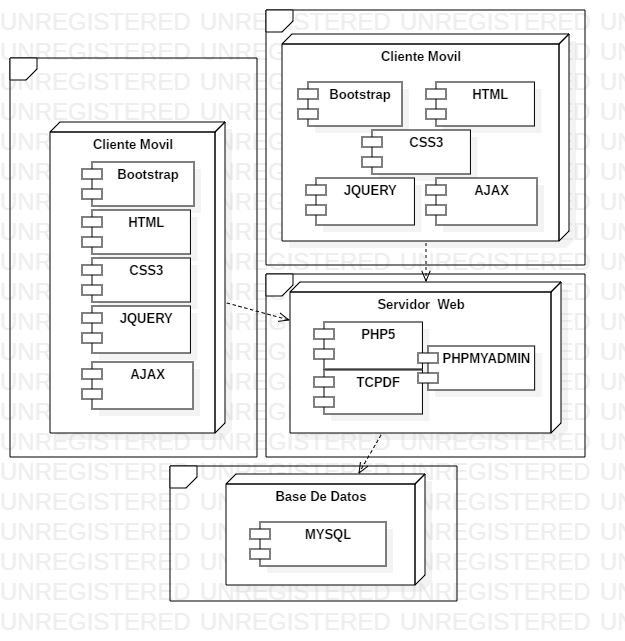 Cliente Movil
Bootstrap
HTML
CSS3
JQUERY
AJAX
Cliente Movil
Bootstrap
HTML
CSS3
JQUERY
AJAX
Servidor Web
PHP5
PHPMYADMIN
TCPDF
Base De Datos
MYSQL
UNREGISTERED